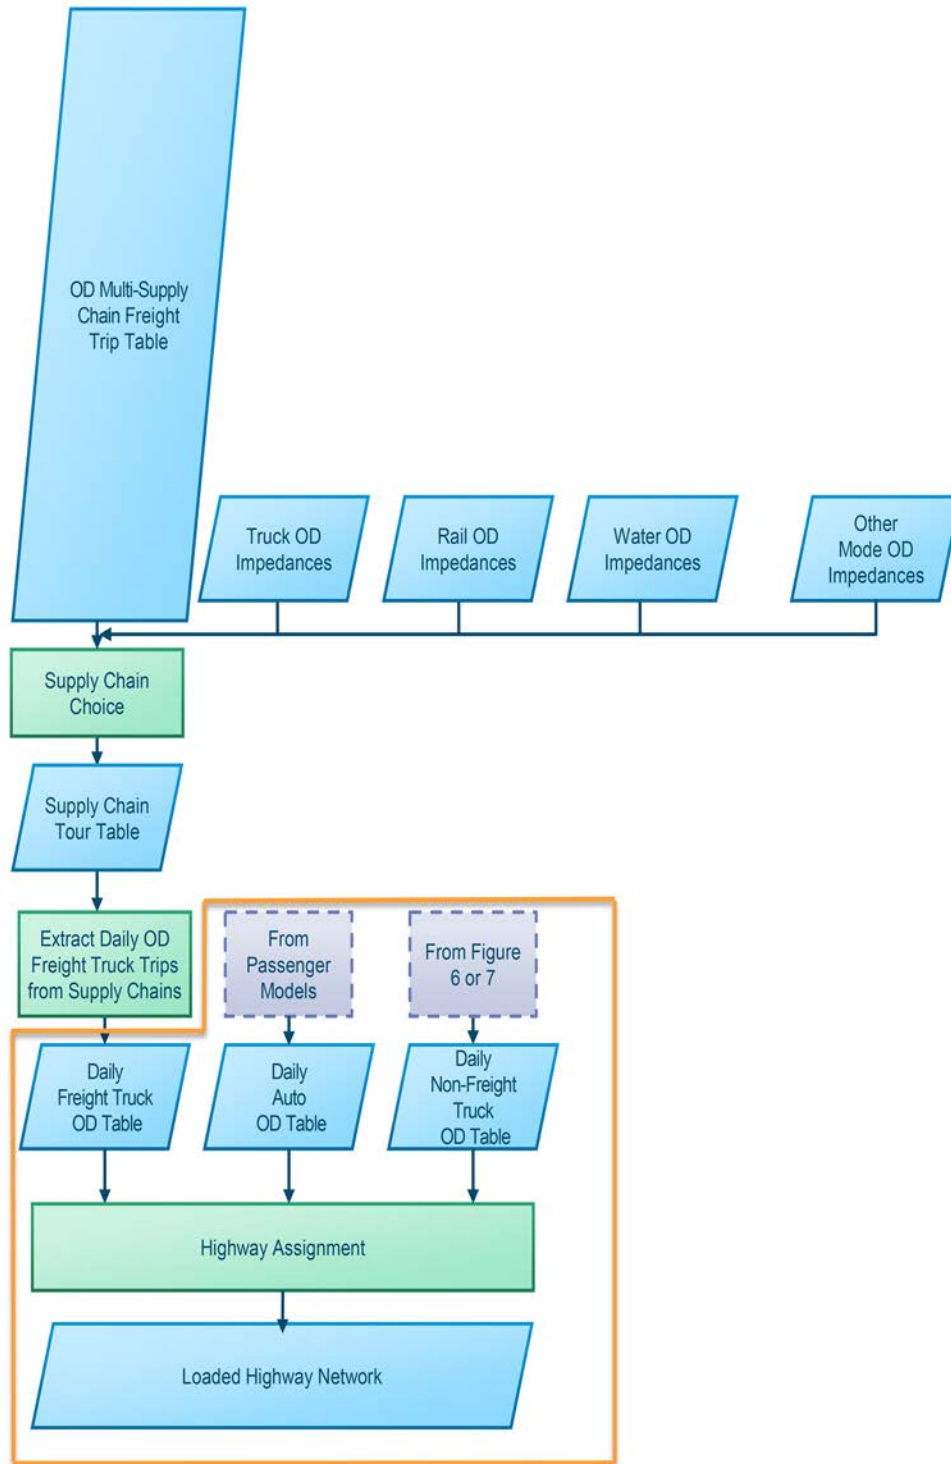 OD Multi-Supply
Chain Freight
Trip Table
Truck OD
Impedances
Rail OD
Impedances
Water OD
Impedances
Other
Mode OD
Impedances
Supply Chain
Choice
Supply Chain
Tour Table
Extract Daily OD
Freight Truck Trips
from Supply Chains
From
Passenger
Models
From Figure
6 or 7
Daily
Freight Truck
OD Table
Daily
Auto
OD Table
Daily
Non-Freight
Truck
OD Table
Highway Assignment
Loaded Highway Network